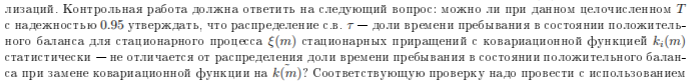 лизаций. Контрольная работа должна ответить на следующий вопрос: можно ли при данном целочисленном T
с надежностью 0.95 утверждать, что распределение с.в. τ — доли времени пребывания в состоянии положитель-
ного баланса для стационарного процесса ξ(m) стационарных приращений с ковариационной функцией k_i(m)
статистически — не отличается от распределения доли времени пребывания в состоянии положительного балан-
са при замене ковариационной функции на k̃(m)? Соответствующую проверку надо провести с использованием